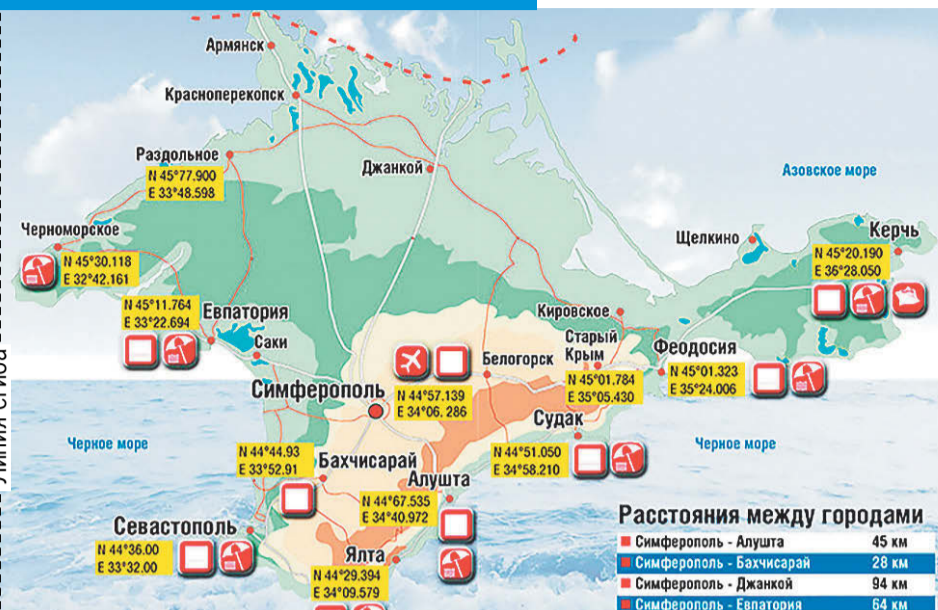 Армянск
Красноперекопск
Раздольное
N 45°77.900
E 33°48.598
Джанкой
Азовское море
Черноморское
N 45°30.118
E 32°42.161
Щелкино
Керчь
N 45°20.190
E 36°28.050
N 45°11.764
E 33°22.694
Евпатория
Саки
Кировское
Старый
Крым
N 45°01.784
E 35°05.430
Феодосия
N 45°01.323
E 35°24.006
Белогорск
Симферополь
N 44°57.139
E 34°06. 286
Судак
N 44°51.050
E 34°58.210
Черное море
Черное море
N 44°44.93
E 33°52.91
Бахчисарай
Алушта
N 44°67.535
E 34°40.972
Севастополь
N 44°36.00
E 33°32.00
Ялта
N 44°29.394
E 34°09.579
линия сгиба
Расстояния между городами
Симферополь - Алушта 45 км
Симферополь - Бахчисарай 28 км
Симферополь - Джанкой 94 км
Симферополь - Евпатория 64 км